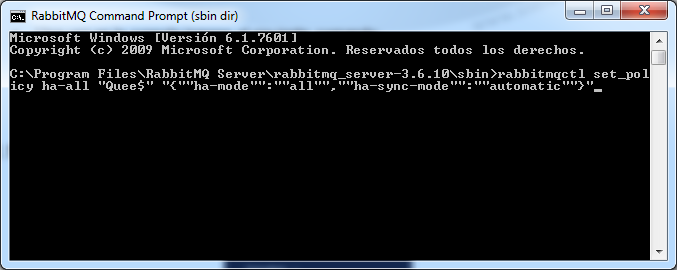 RabbitMQ Command Prompt (sbin dir)
Microsoft Windows [Versión 6.1.7601]
Copyright (c) 2009 Microsoft Corporation. Reservados todos los derechos.
C:\Program Files\RabbitMQ Server\rabbitmq_server-3.6.10\sbin>rabbitmqctl set_pol
icy ha-all "Quee$" "{""ha-mode"":""all"",""ha-sync-mode"":""automatic""}"_